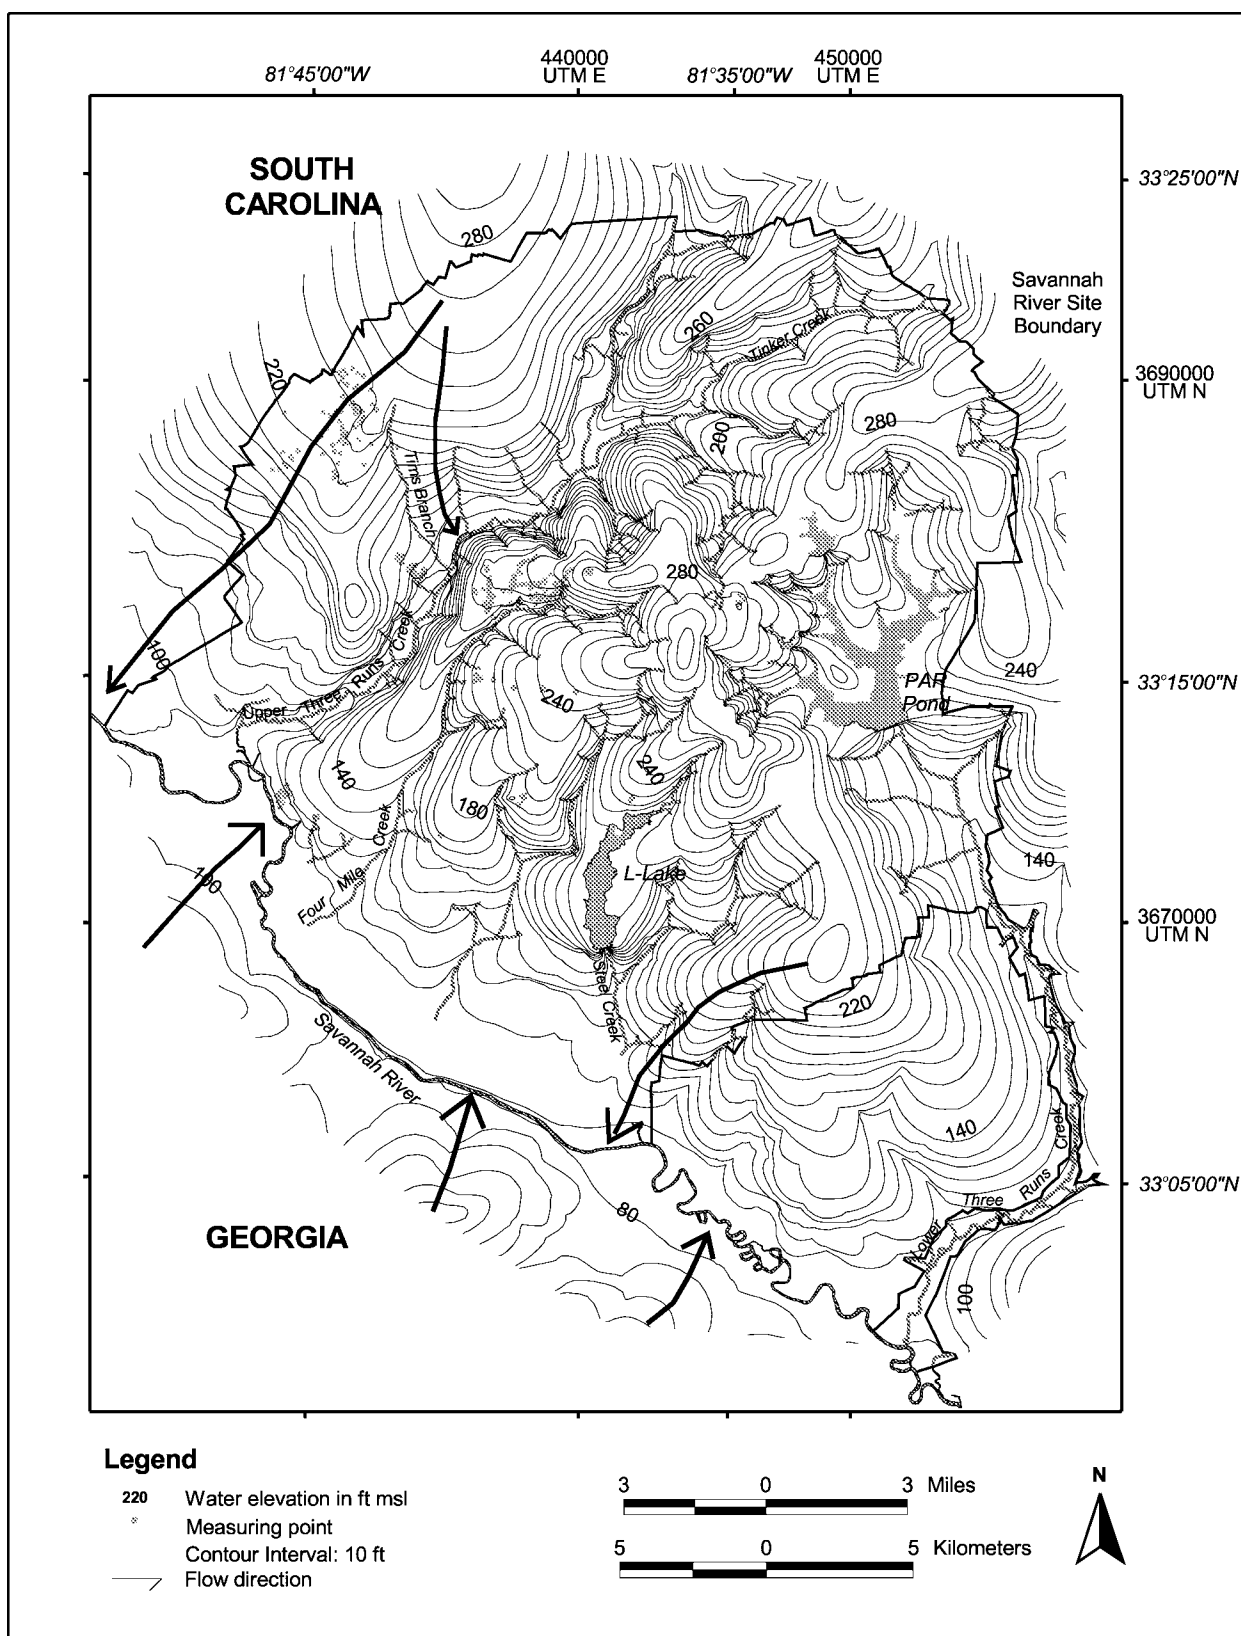 440000
UTM E
450000
UTM E
81°45'00"W
81°35'00"W
SOUTH
CAROLINA
33°25'00"N
280
Savannah
River Site
Boundary
260
Tinker Creek
220
3690000
UTM N
280
200
Tims Branch
280
100
Upper Three Runs Creek
240
240
PAR
Pond
33°15'00"N
140
240
180
Four Mile Creek
L-Lake
140
100
3670000
UTM N
Steel Creek
220
Savannah River
140
80
Lower Three Runs Creek
33°05'00"N
GEORGIA
100
Legend
220 Water elevation in ft msl
Measuring point
Contour Interval: 10 ft
Flow direction
3 0 3 Miles
5 0 5 Kilometers
N